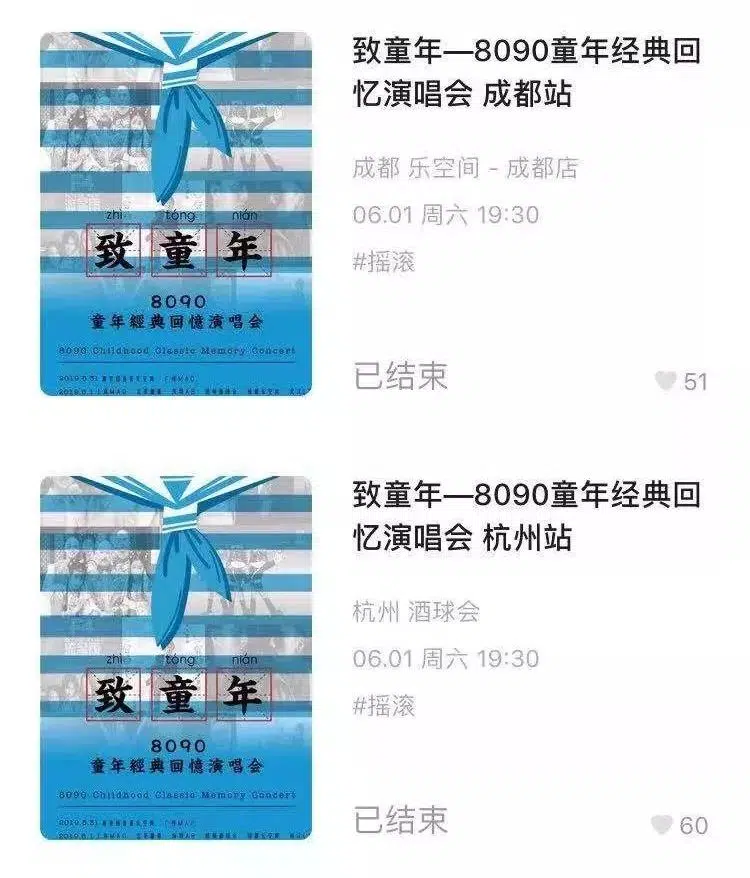 致童年—8090童年经典回
忆演唱会 成都站
成都 乐空间 - 成都店
06.01 周六 19:30
#摇滚
已结束
51
zhì tóng nián
致 童 年
8090
童年經典回憶演唱會
8090 Childhood Classic Memory Concert
致童年—8090童年经典回
忆演唱会 杭州站
杭州 酒球会
06.01 周六 19:30
#摇滚
已结束
60
zhì tóng nián
致 童 年
8090
童年經典回憶演唱會
8090 Childhood Classic Memory Concert